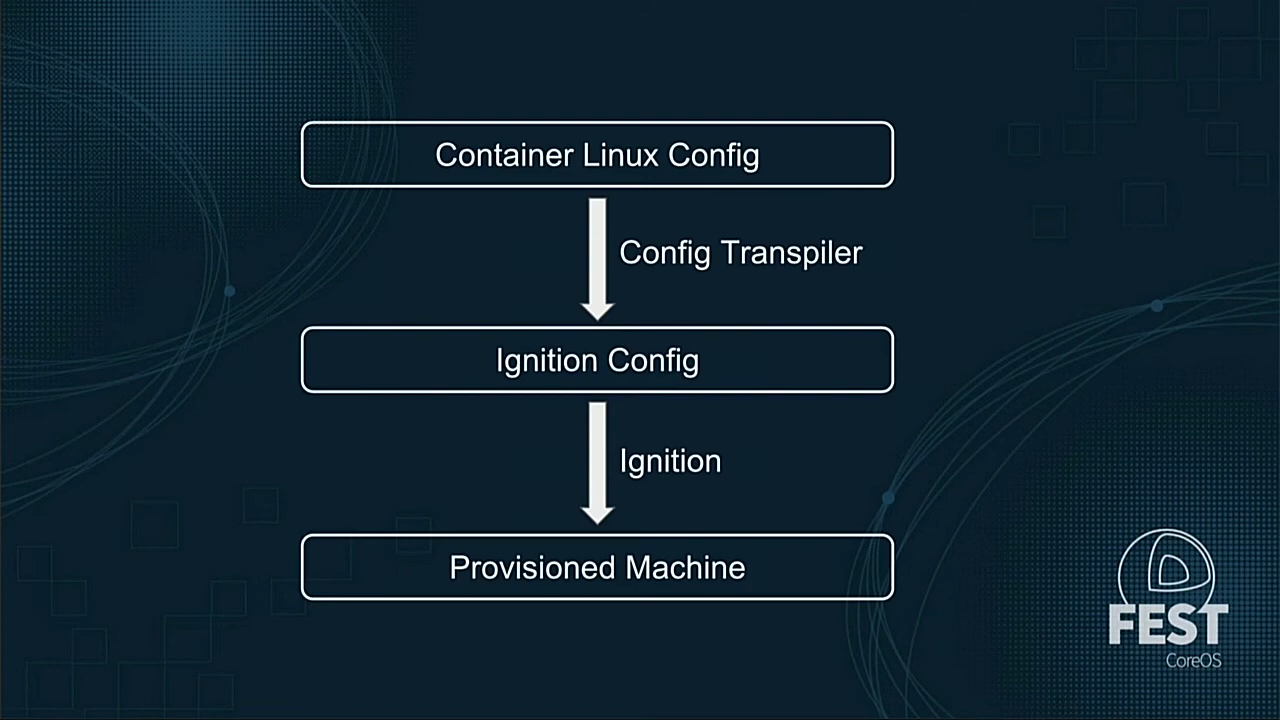 Container Linux Config
Config Transpiler
Ignition Config
Ignition
Provisioned Machine
FEST
CoreOS